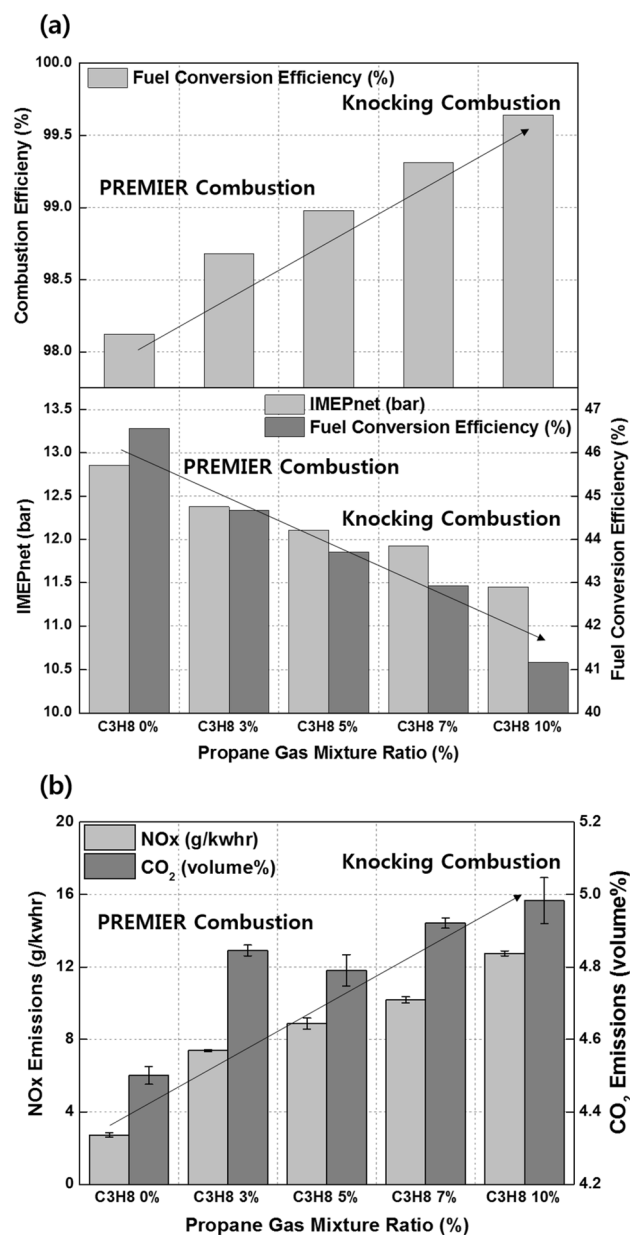 (a)
100.0
99.5
99.0
98.5
98.0
Combustion Efficieny (%)
Fuel Conversion Efficiency (%)
Knocking Combustion
PREMIER Combustion
13.5
13.0
12.5
12.0
11.5
11.0
10.5
10.0
IMEPnet (bar)
IMEPnet (bar)
Fuel Conversion Efficiency (%)
PREMIER Combustion
Knocking Combustion
47
46
45
44
43
42
41
40
Fuel Conversion Efficiency (%)
C3H8 0% C3H8 3% C3H8 5% C3H8 7% C3H8 10%
Propane Gas Mixture Ratio (%)
(b)
20
16
12
8
4
0
NOx Emissions (g/kwhr)
NOx (g/kwhr)
CO₂ (volume%)
Knocking Combustion
PREMIER Combustion
5.2
5.0
4.8
4.6
4.4
4.2
CO₂ Emissions (volume%)
C3H8 0% C3H8 3% C3H8 5% C3H8 7% C3H8 10%
Propane Gas Mixture Ratio (%)